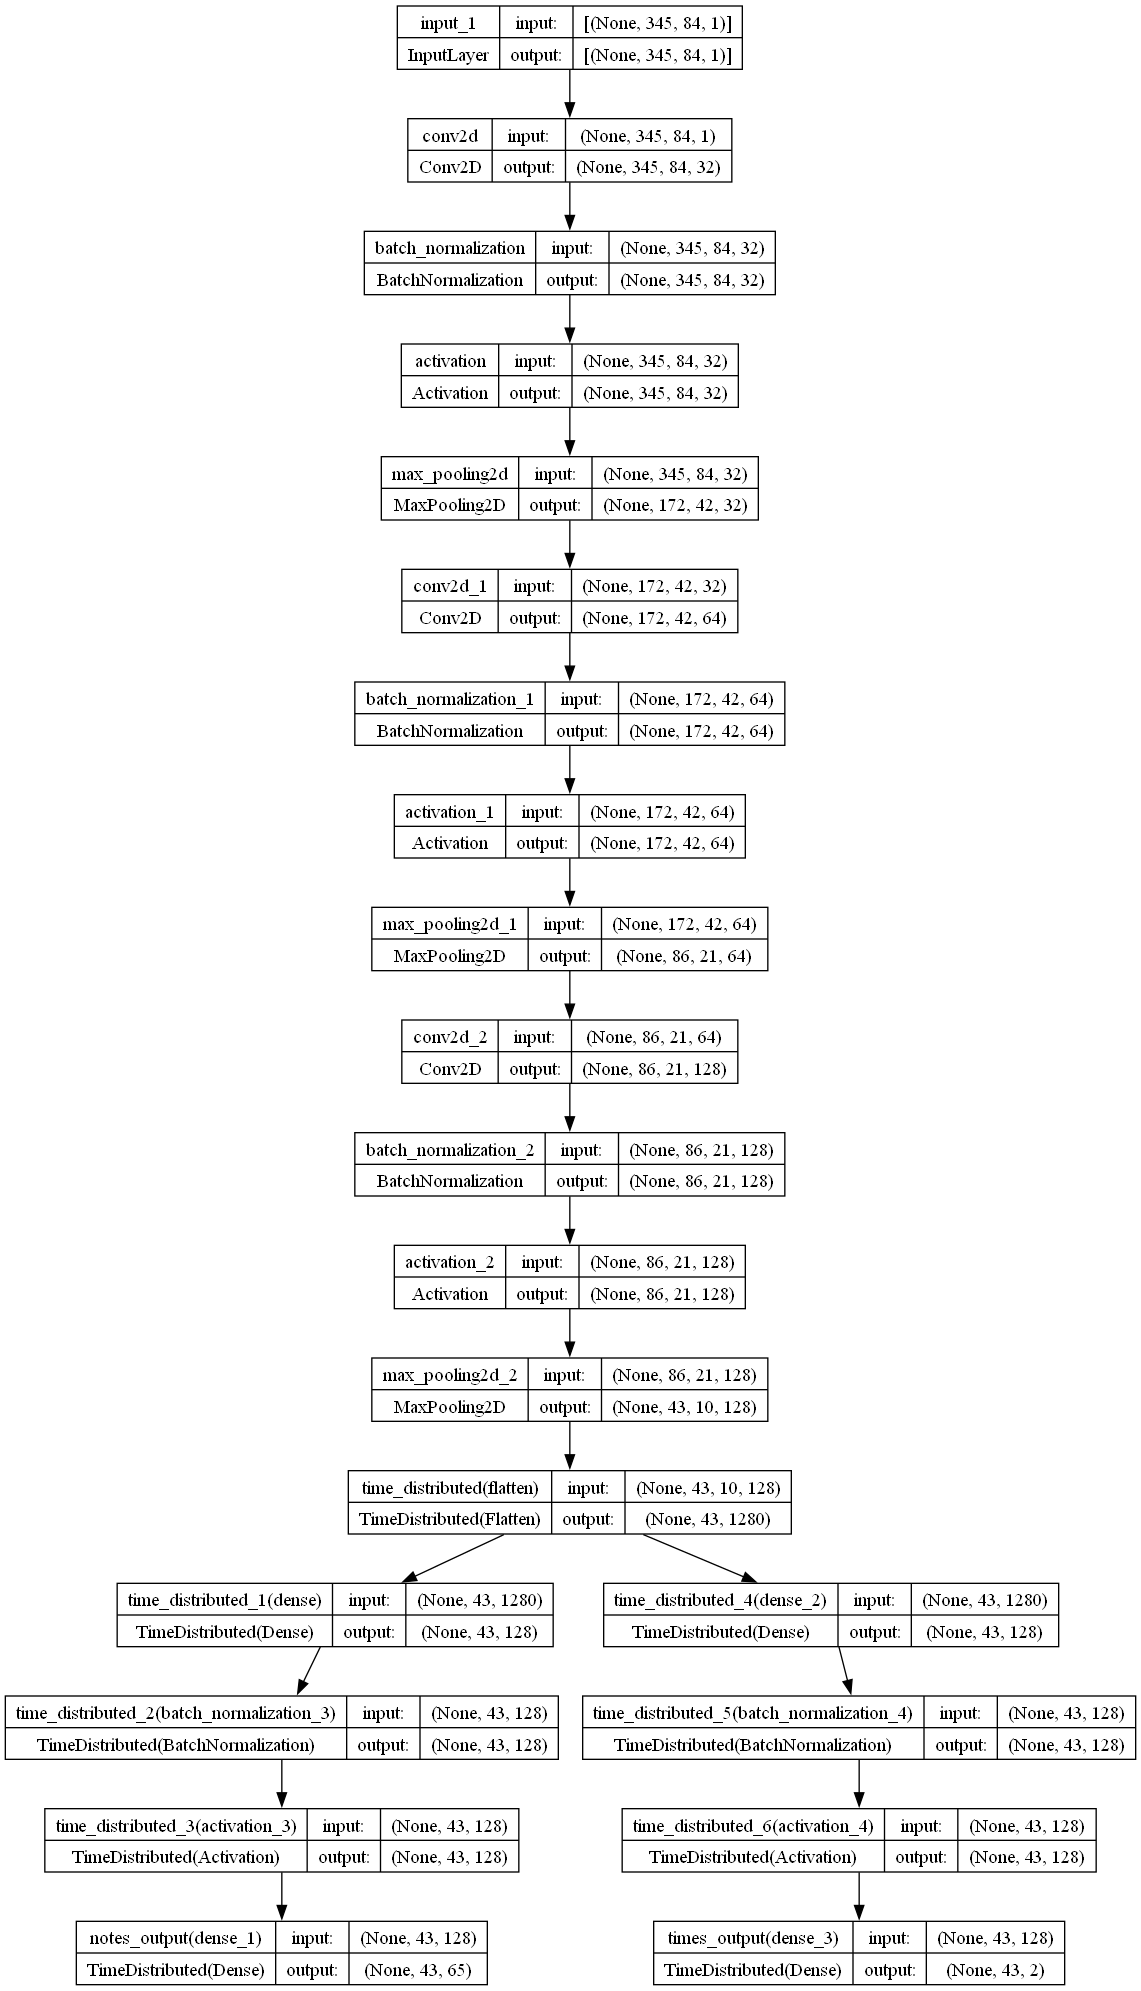 input_1 input: [(None, 345, 84, 1)]
InputLayer output: [(None, 345, 84, 1)]
conv2d input: (None, 345, 84, 1)
Conv2D output: (None, 345, 84, 32)
batch_normalization input: (None, 345, 84, 32)
BatchNormalization output: (None, 345, 84, 32)
activation input: (None, 345, 84, 32)
Activation output: (None, 345, 84, 32)
max_pooling2d input: (None, 345, 84, 32)
MaxPooling2D output: (None, 172, 42, 32)
conv2d_1 input: (None, 172, 42, 32)
Conv2D output: (None, 172, 42, 64)
batch_normalization_1 input: (None, 172, 42, 64)
BatchNormalization output: (None, 172, 42, 64)
activation_1 input: (None, 172, 42, 64)
Activation output: (None, 172, 42, 64)
max_pooling2d_1 input: (None, 172, 42, 64)
MaxPooling2D output: (None, 86, 21, 64)
conv2d_2 input: (None, 86, 21, 64)
Conv2D output: (None, 86, 21, 128)
batch_normalization_2 input: (None, 86, 21, 128)
BatchNormalization output: (None, 86, 21, 128)
activation_2 input: (None, 86, 21, 128)
Activation output: (None, 86, 21, 128)
max_pooling2d_2 input: (None, 86, 21, 128)
MaxPooling2D output: (None, 43, 10, 128)
time_distributed(flatten) input: (None, 43, 10, 128)
TimeDistributed(Flatten) output: (None, 43, 1280)
time_distributed_1(dense) input: (None, 43, 1280)
TimeDistributed(Dense) output: (None, 43, 128)
time_distributed_4(dense_2) input: (None, 43, 1280)
TimeDistributed(Dense) output: (None, 43, 128)
time_distributed_2(batch_normalization_3) input: (None, 43, 128)
TimeDistributed(BatchNormalization) output: (None, 43, 128)
time_distributed_5(batch_normalization_4) input: (None, 43, 128)
TimeDistributed(BatchNormalization) output: (None, 43, 128)
time_distributed_3(activation_3) input: (None, 43, 128)
TimeDistributed(Activation) output: (None, 43, 128)
time_distributed_6(activation_4) input: (None, 43, 128)
TimeDistributed(Activation) output: (None, 43, 128)
notes_output(dense_1) input: (None, 43, 128)
TimeDistributed(Dense) output: (None, 43, 65)
times_output(dense_3) input: (None, 43, 128)
TimeDistributed(Dense) output: (None, 43, 2)